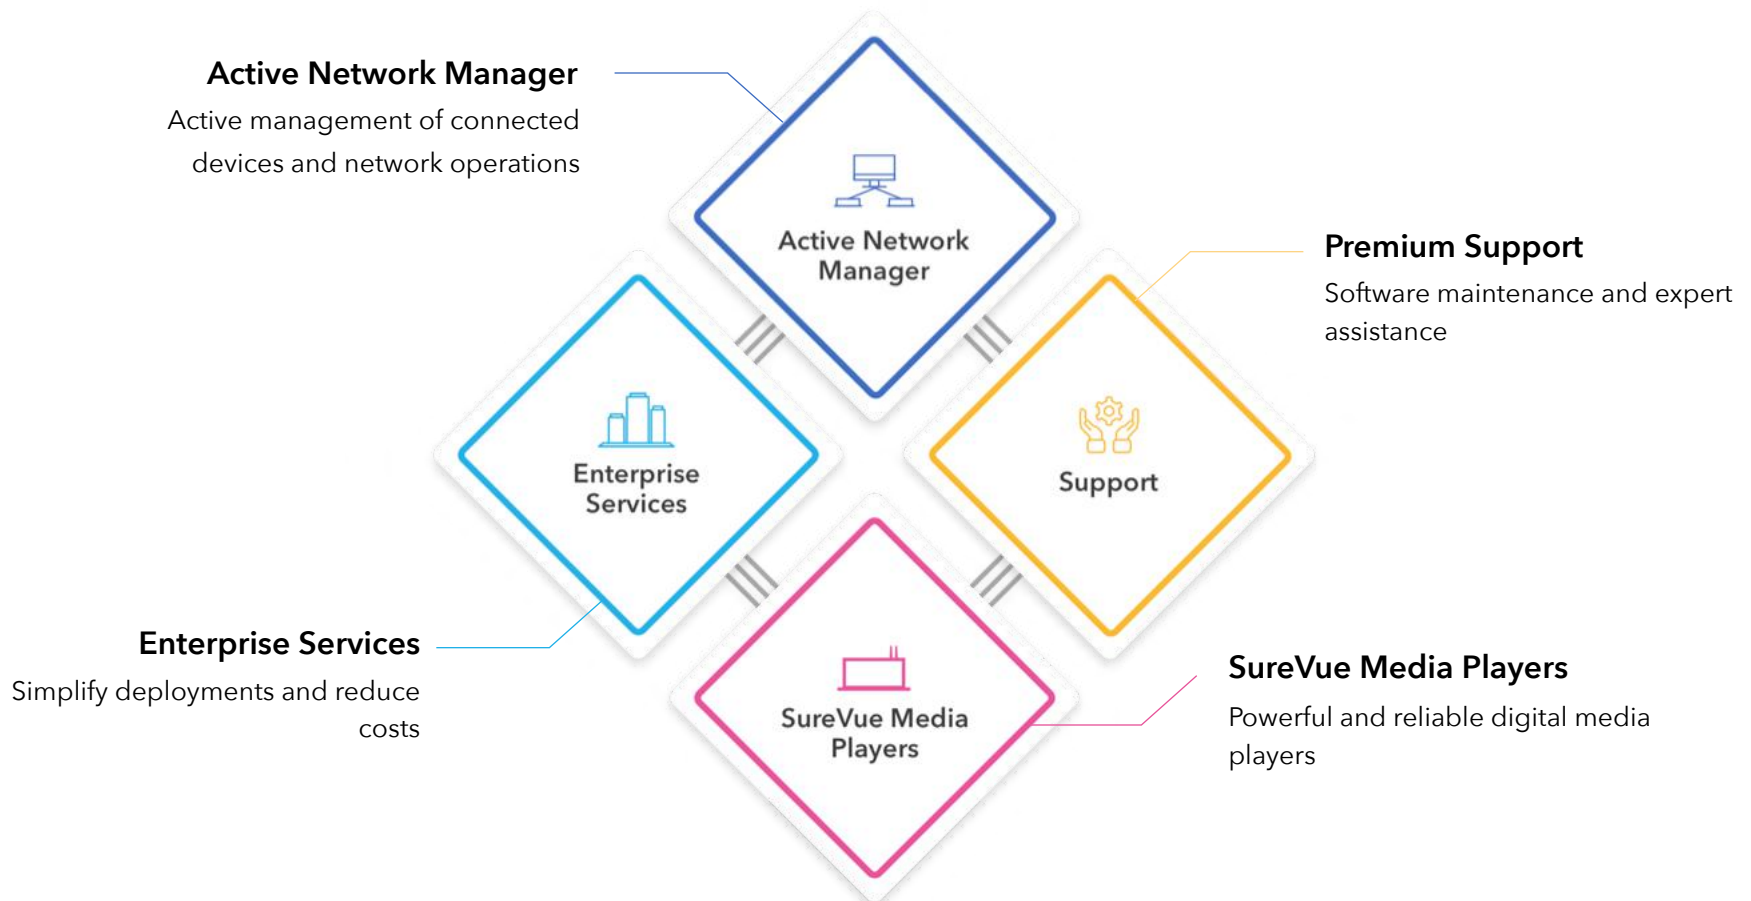 Active Network Manager
Active management of connected
devices and network operations
Active Network
Manager
Premium Support
Software maintenance and expert
assistance
Enterprise
Services
Support
Enterprise Services
Simplify deployments and reduce
costs
SureVue Media
Players
SureVue Media Players
Powerful and reliable digital media
players